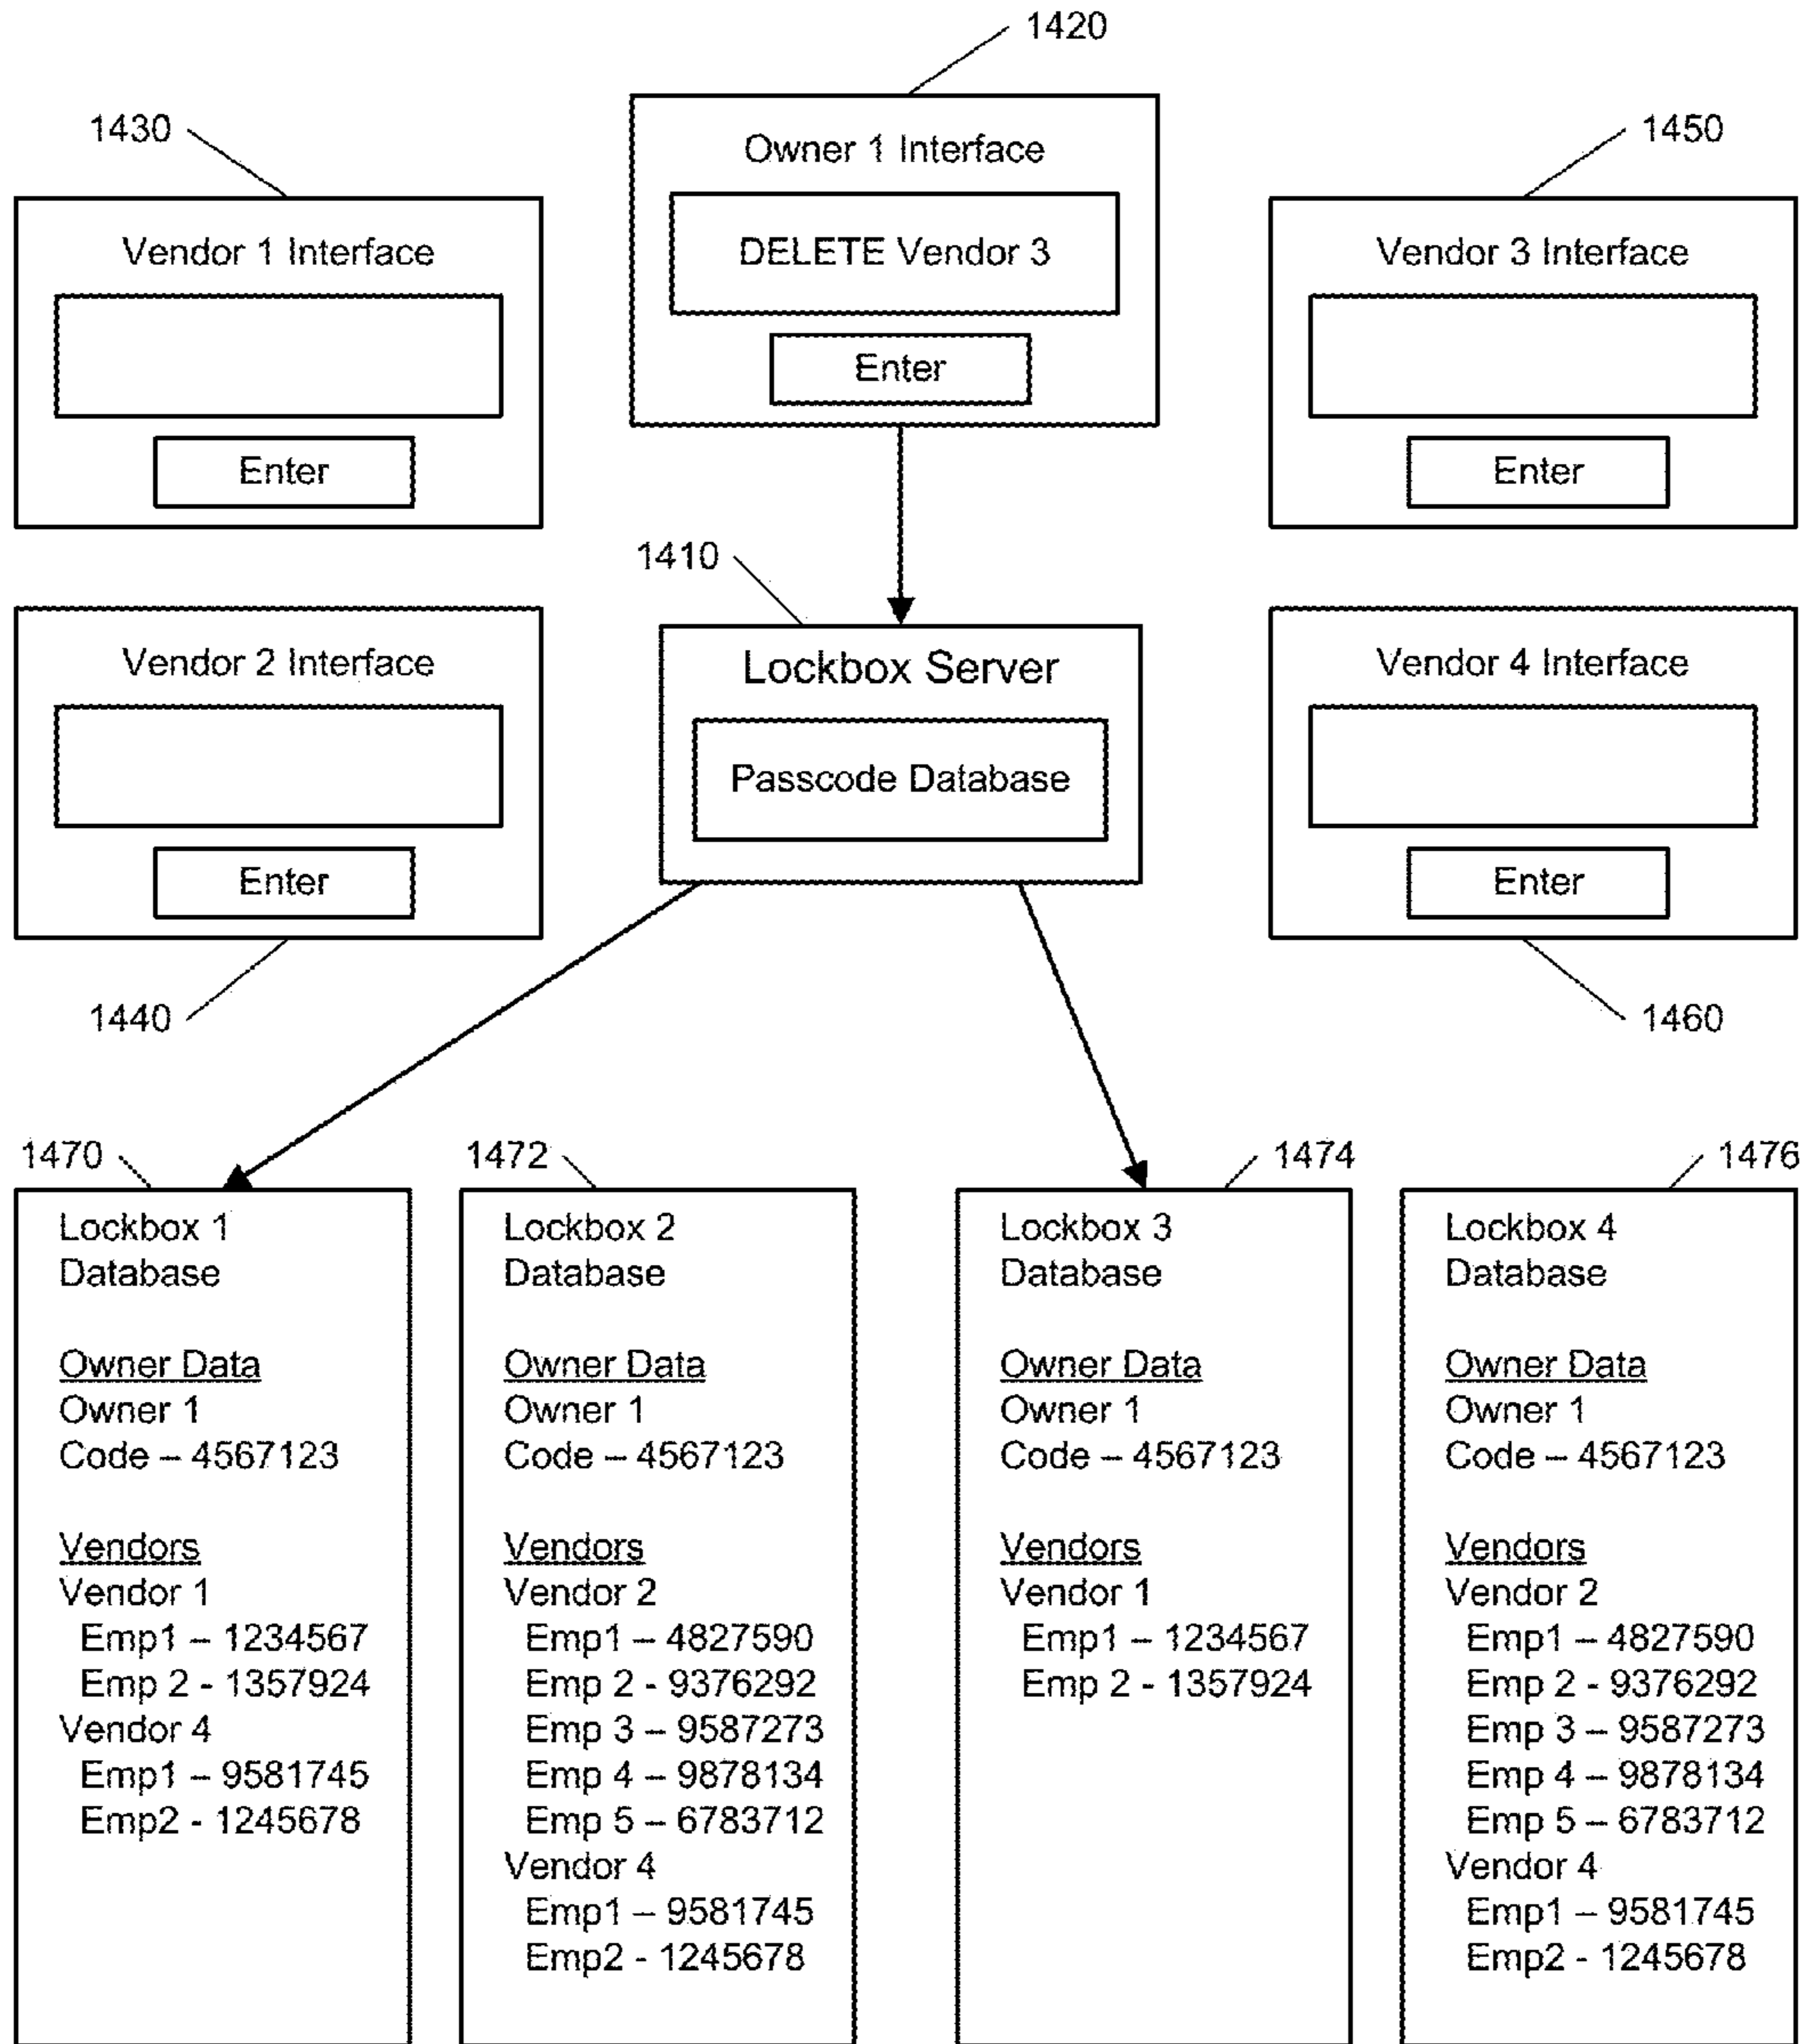 1420
1430
1450
Owner 1 Interface
DELETE Vendor 3
Enter
Vendor 1 Interface
Enter
Vendor 3 Interface
Enter
1410
Vendor 2 Interface
Enter
Lockbox Server
Passcode Database
Vendor 4 Interface
Enter
1440
1460
1470
1472
1474
1476
Lockbox 1
Database
Owner Data
Owner 1
Code – 4567123
Vendors
Vendor 1
Emp1 – 1234567
Emp 2 - 1357924
Vendor 4
Emp1 – 9581745
Emp2 - 1245678
Lockbox 2
Database
Owner Data
Owner 1
Code – 4567123
Vendors
Vendor 2
Emp1 – 4827590
Emp 2 - 9376292
Emp 3 – 9587273
Emp 4 – 9878134
Emp 5 – 6783712
Vendor 4
Emp1 – 9581745
Emp2 - 1245678
Lockbox 3
Database
Owner Data
Owner 1
Code – 4567123
Vendors
Vendor 1
Emp1 – 1234567
Emp 2 - 1357924
Lockbox 4
Database
Owner Data
Owner 1
Code – 4567123
Vendors
Vendor 2
Emp1 – 4827590
Emp 2 - 9376292
Emp 3 – 9587273
Emp 4 – 9878134
Emp 5 – 6783712
Vendor 4
Emp1 – 9581745
Emp2 - 1245678